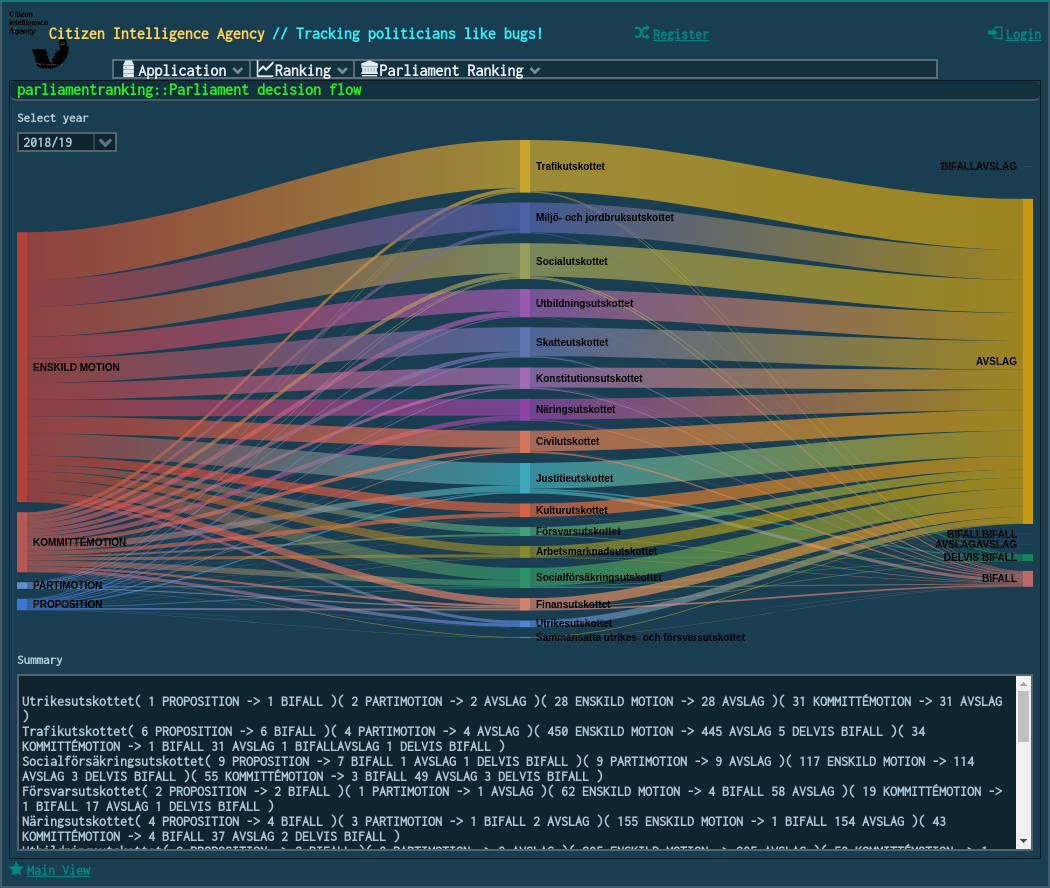 Citizen
Intelligence
Agency
Citizen Intelligence Agency // Tracking politicians like bugs!
Register
Login
Application
Ranking
Parliament Ranking
parliamentranking::Parliament decision flow
Select year
2018/19
Trafikutskottet
BIFALLAVSLAG
Miljö- och jordbruksutskottet
Socialutskottet
Utbildningsutskottet
Skatteutskottet
AVSLAG
ENSKILD MOTION
Konstitutionsutskottet
Näringsutskottet
Civilutskottet
Justitieutskottet
Kulturutskottet
Försvarsutskottet
BIFALLBIFALL
KOMMITTÉMOTION
AVSLAGAVSLAG
Arbetsmarknadsutskottet
DELVIS BIFALL
Socialförsäkringsutskottet
BIFALL
PARTIMOTION
PROPOSITION
Finansutskottet
Utrikesutskottet
Sammansatta utrikes- och försvarsutskottet
Summary
Utrikesutskottet( 1 PROPOSITION -> 1 BIFALL )( 2 PARTIMOTION -> 2 AVSLAG )( 28 ENSKILD MOTION -> 28 AVSLAG )( 31 KOMMITTÉMOTION -> 31 AVSLAG
)
Trafikutskottet( 6 PROPOSITION -> 6 BIFALL )( 4 PARTIMOTION -> 4 AVSLAG )( 450 ENSKILD MOTION -> 445 AVSLAG 5 DELVIS BIFALL )( 34
KOMMITTÉMOTION -> 1 BIFALL 31 AVSLAG 1 BIFALLAVSLAG 1 DELVIS BIFALL )
Socialförsäkringsutskottet( 9 PROPOSITION -> 7 BIFALL 1 AVSLAG 1 DELVIS BIFALL )( 9 PARTIMOTION -> 9 AVSLAG )( 117 ENSKILD MOTION -> 114
AVSLAG 3 DELVIS BIFALL )( 55 KOMMITTÉMOTION -> 3 BIFALL 49 AVSLAG 3 DELVIS BIFALL )
Försvarsutskottet( 2 PROPOSITION -> 2 BIFALL )( 1 PARTIMOTION -> 1 AVSLAG )( 62 ENSKILD MOTION -> 4 BIFALL 58 AVSLAG )( 19 KOMMITTÉMOTION ->
1 BIFALL 17 AVSLAG 1 DELVIS BIFALL )
Näringsutskottet( 4 PROPOSITION -> 4 BIFALL )( 3 PARTIMOTION -> 1 BIFALL 2 AVSLAG )( 155 ENSKILD MOTION -> 1 BIFALL 154 AVSLAG )( 43
KOMMITTÉMOTION -> 4 BIFALL 37 AVSLAG 2 DELVIS BIFALL )
Main View